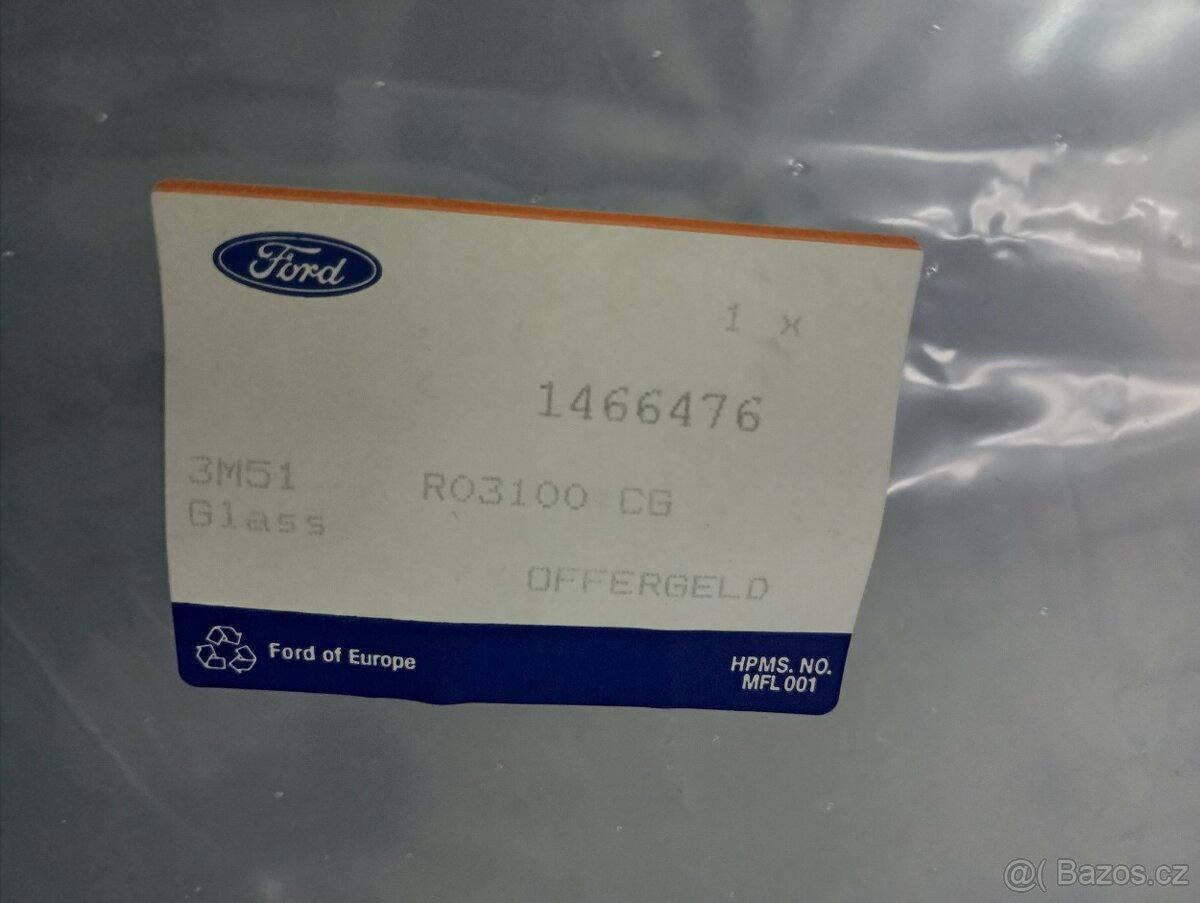 Ford
1 x
1466476
3M51 R03100 CG
Glass
OFFERGELD
Ford of Europe
HPMS. NO.
MFL 001
@( Bazos.cz